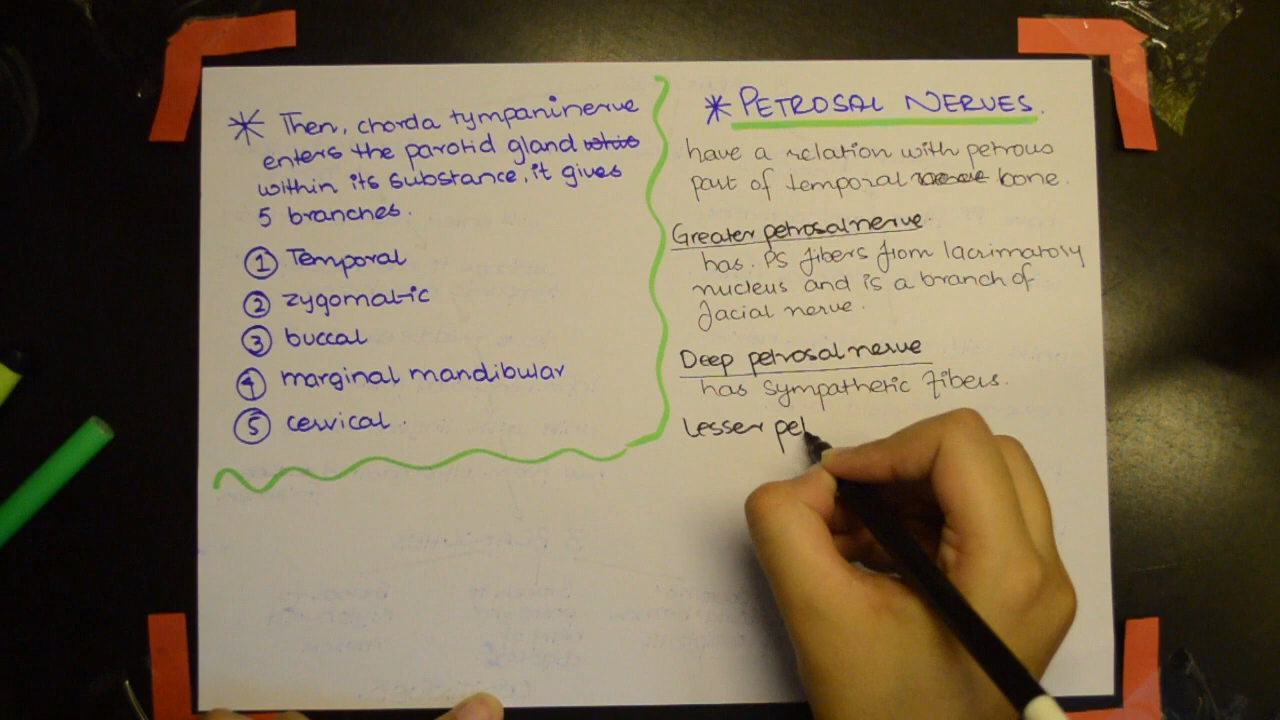 * Then, chorda tympani nerve
enters the parotid gland
within its substance, it gives
5 branches.
① Temporal
② zygomatic
③ buccal
④ marginal mandibular
⑤ cervical
* PETROSAL NERVES.
have a relation with petrous
part of temporal bone.
Greater petrosal nerve.
has PS fibers from lacrimatory
nucleus and is a branch of
facial nerve.
Deep petrosal nerve
has sympathetic fibers.
Lesser pet